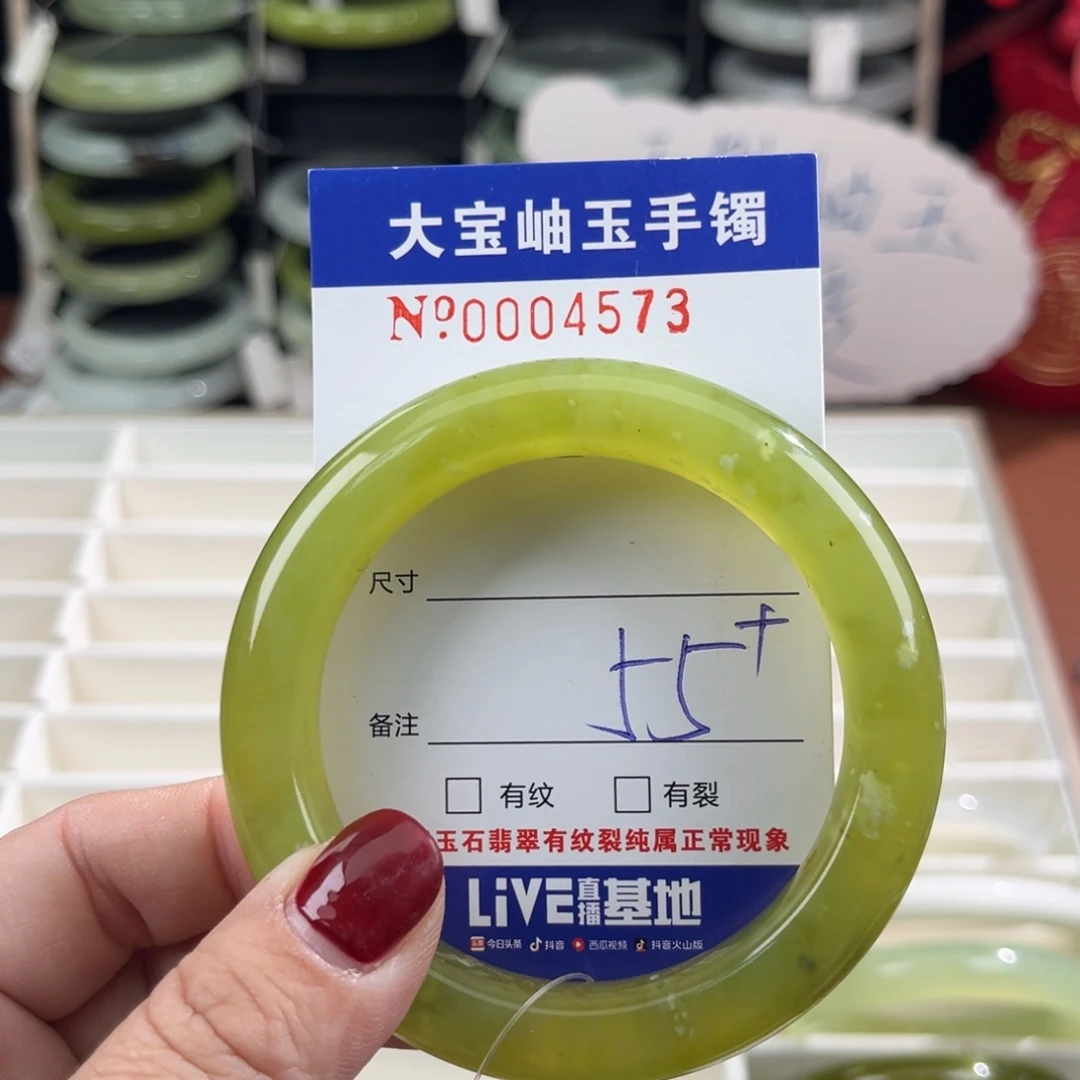 大宝岫玉手镯
Nº0004573
尺寸
55+
备注
有纹 有裂
玉石翡翠有纹裂纯属正常现象
LiVE直播基地
今日头条 抖音 西瓜视频 抖音火山版